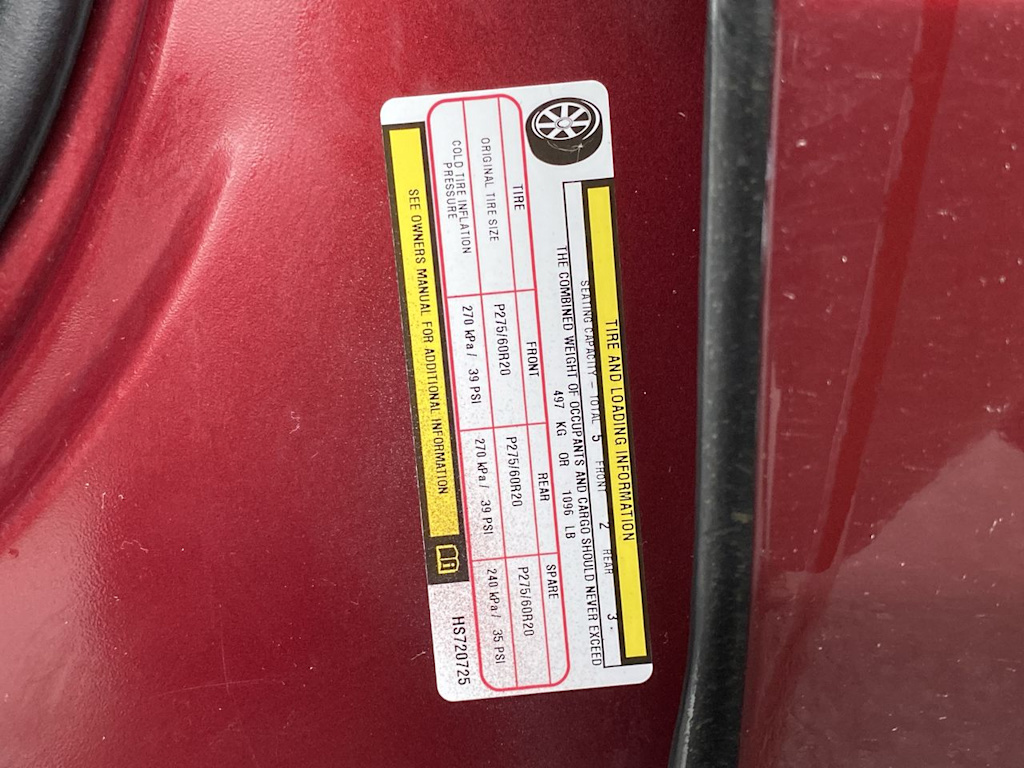 TIRE AND LOADING INFORMATION
SEATING CAPACITY – TOTAL 5 FRONT 2 REAR 3
THE COMBINED WEIGHT OF OCCUPANTS AND CARGO SHOULD NEVER EXCEED
497 KG OR 1096 LB
TIRE FRONT REAR SPARE
ORIGINAL TIRE SIZE P275/60R20 P275/60R20 P275/60R20
COLD TIRE INFLATION PRESSURE 270 kPa / 39 PSI 270 kPa / 39 PSI 240 kPa / 35 PSI
SEE OWNERS MANUAL FOR ADDITIONAL INFORMATION
HS720725